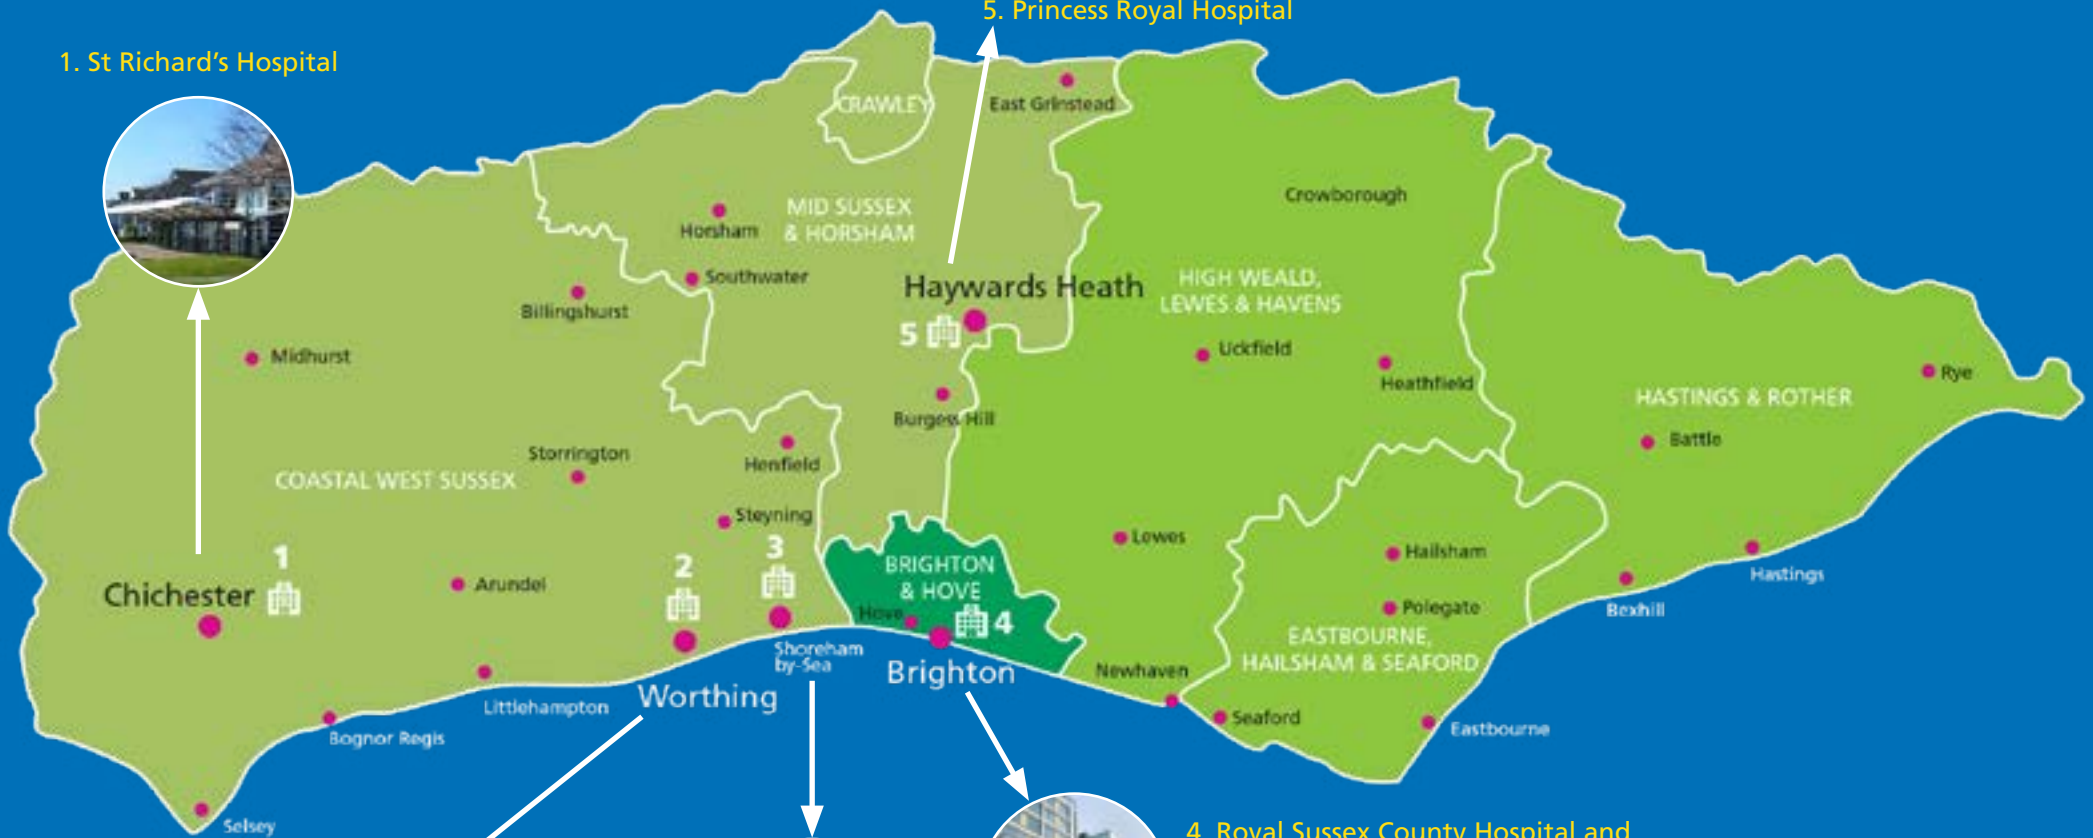 5. Princess Royal Hospital
1. St Richard's Hospital
CRAWLEY
East Grinstead
Crowborough
MID SUSSEX
& HORSHAM
Horsham
Southwater
Haywards Heath
HIGH WEALD,
LEWES & HAVENS
Billingshurst
5
Uckfield
Midhurst
Heathfield
Rye
HASTINGS & ROTHER
Burgess Hill
Battle
Storrington
Henfield
COASTAL WEST SUSSEX
Steyning
Lewes
Hailsham
1
2
3
BRIGHTON
& HOVE
Hastings
Chichester
Arundel
Hove
4
Polegate
Bexhill
EASTBOURNE,
HAILSHAM & SEAFORD
Shoreham
by-Sea
Brighton
Newhaven
Worthing
Littlehampton
Seaford
Eastbourne
Bognor Regis
Selsey
4. Royal Sussex County Hospital and